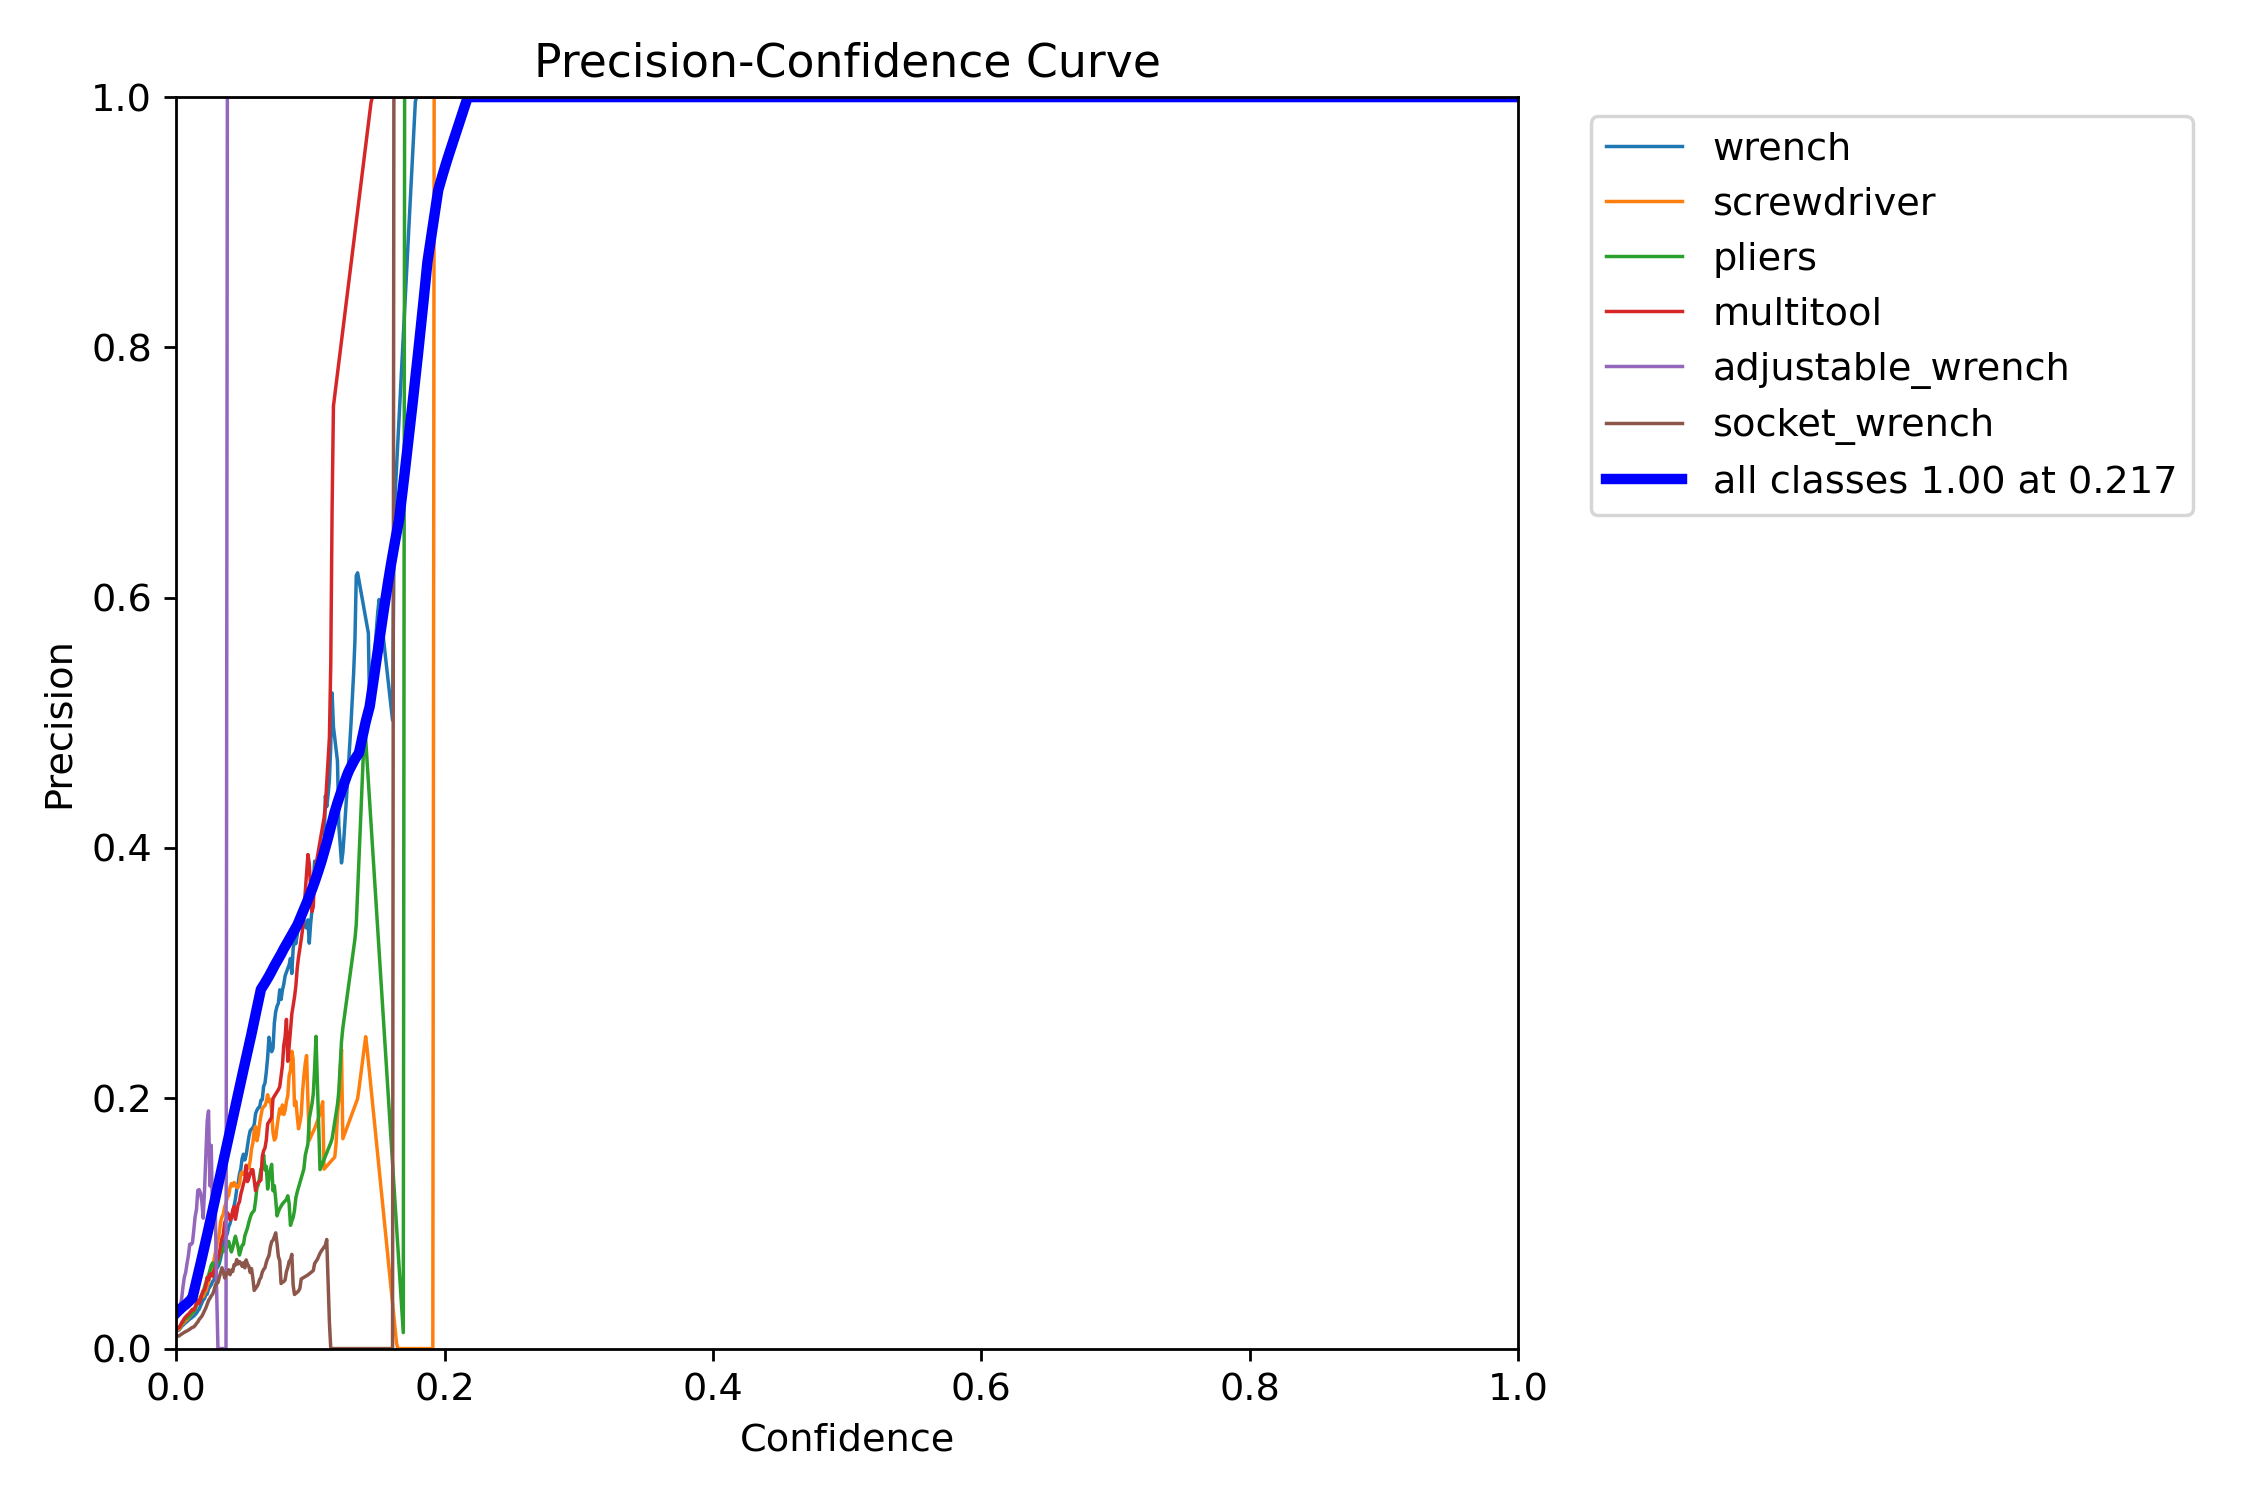 Precision-Confidence Curve
1.0
0.8
0.6
0.4
0.2
0.0
Precision
0.0 0.2 0.4 0.6 0.8 1.0
Confidence
wrench
screwdriver
pliers
multitool
adjustable_wrench
socket_wrench
all classes 1.00 at 0.217